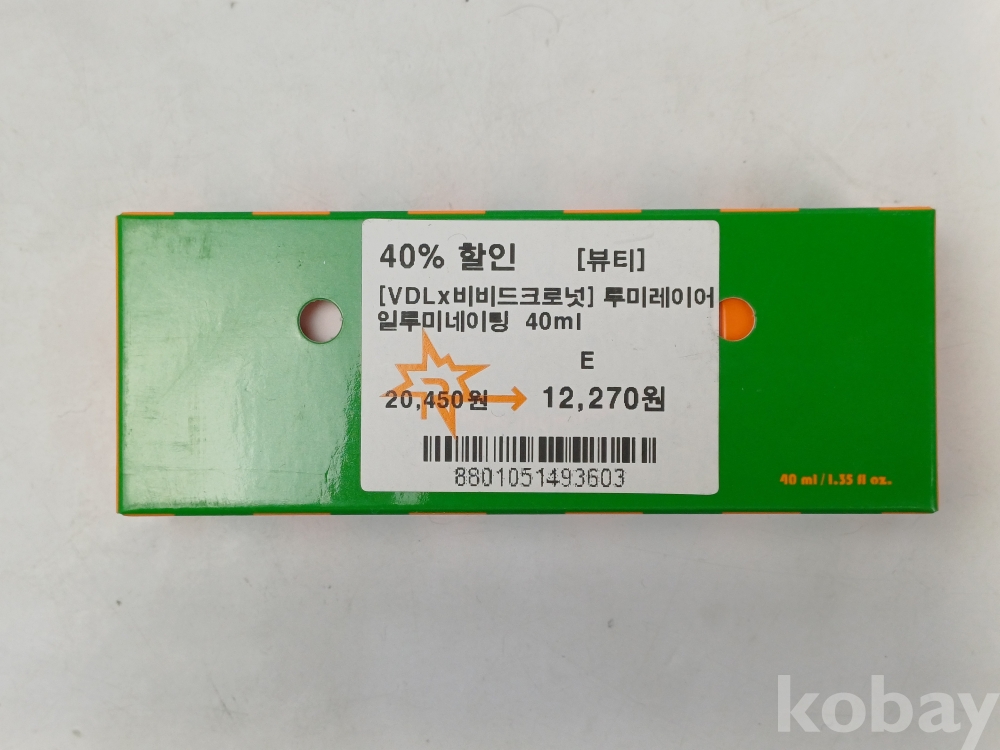 40% 할인 [뷰티]
[VDLx비비드크로넛] 루미레이어
일루미네이팅 40ml
E
20,450원 → 12,270원
8801051493603
40 ml / 1.35 fl oz.
kobay